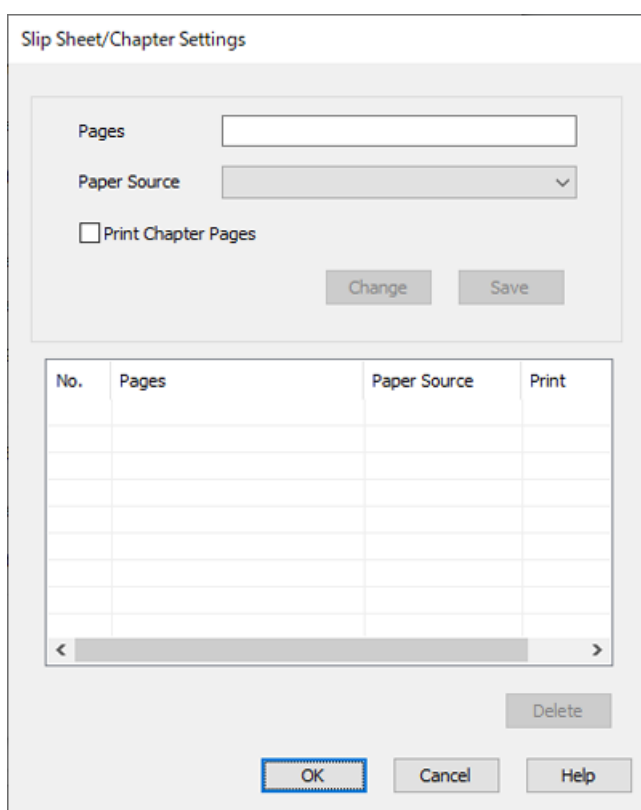 Slip Sheet/Chapter Settings
Pages
Paper Source
Print Chapter Pages
Change Save
No. Pages Paper Source Print
Delete
OK Cancel Help